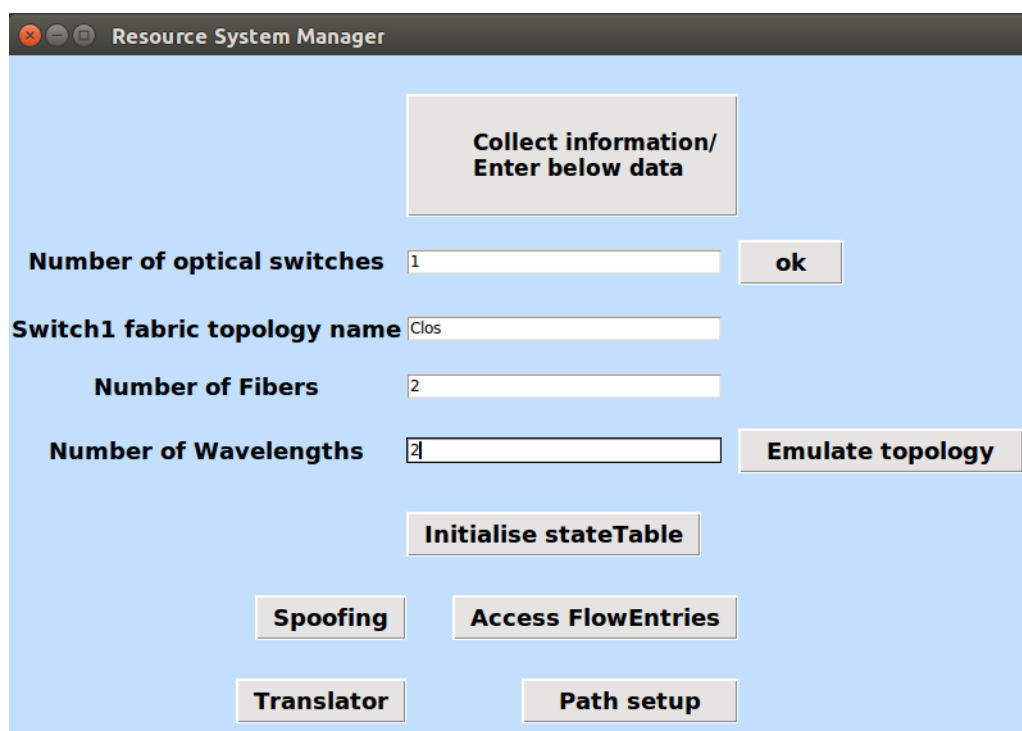 Resource System Manager
Collect information/
Enter below data
Number of optical switches 1 ok
Switch1 fabric topology name Clos
Number of Fibers 2
Number of Wavelengths 2 Emulate topology
Initialise stateTable
Spoofing Access FlowEntries
Translator Path setup